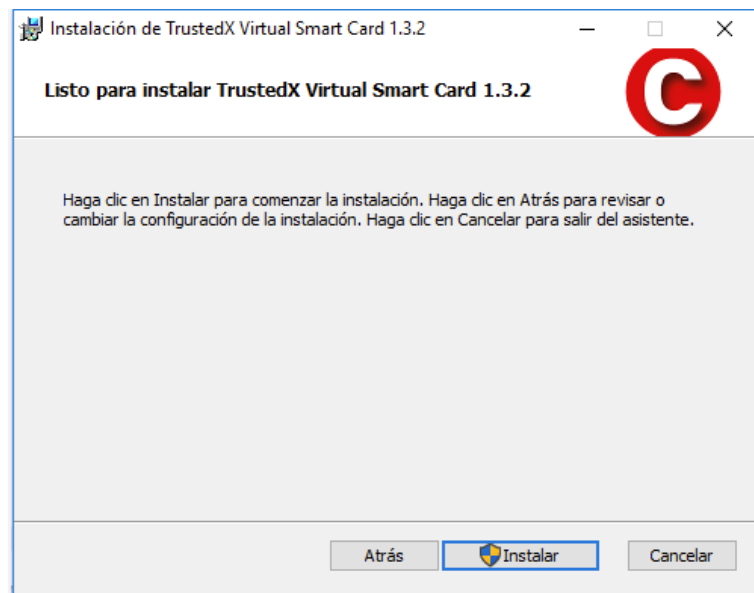 Instalación de TrustedX Virtual Smart Card 1.3.2
Listo para instalar TrustedX Virtual Smart Card 1.3.2
C
Haga clic en Instalar para comenzar la instalación. Haga clic en Atrás para revisar o
cambiar la configuración de la instalación. Haga clic en Cancelar para salir del asistente.
Atrás
Instalar
Cancelar